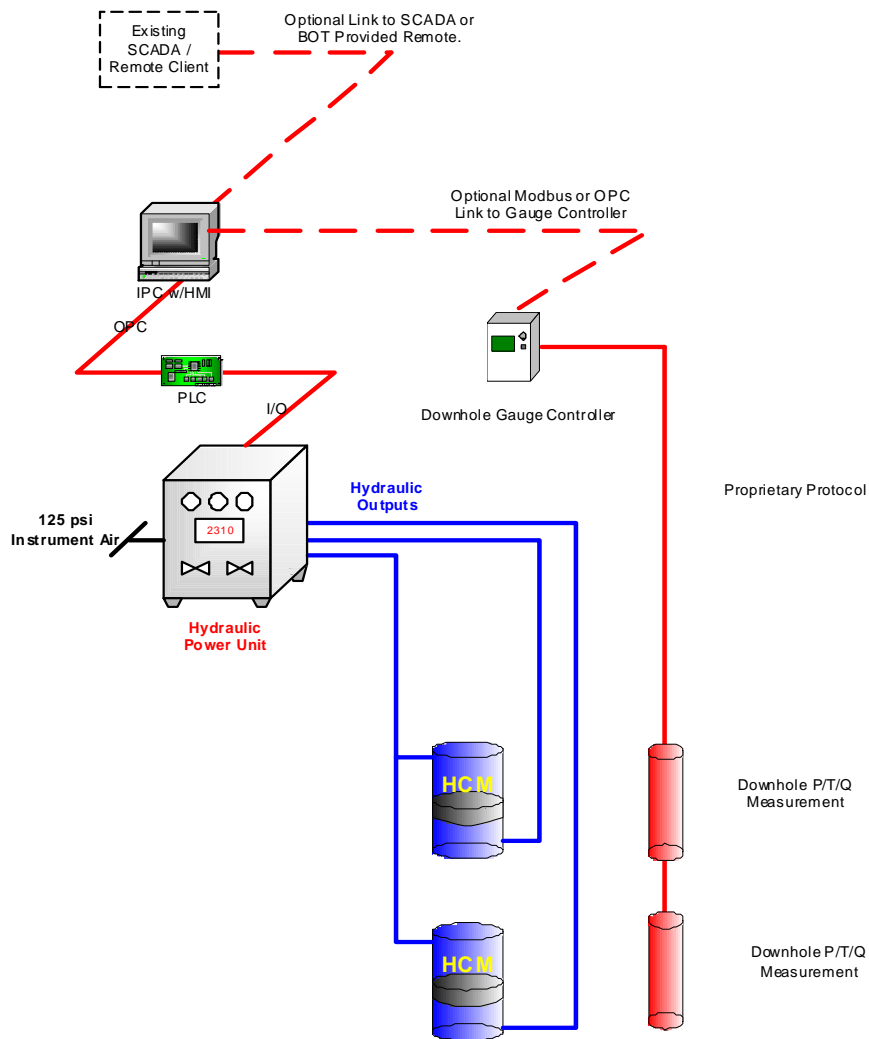 Existing
SCADA /
Remote Client
Optional Link to SCADA or
BOT Provided Remote.
Optional Modbus or OPC
Link to Gauge Controller
IPC w/HMI
OPC
PLC
I/O
Downhole Gauge Controller
Hydraulic
Outputs
Proprietary Protocol
125 psi
Instrument Air
2310
Hydraulic
Power Unit
HCM
Downhole P/T/Q
Measurement
HCM
Downhole P/T/Q
Measurement